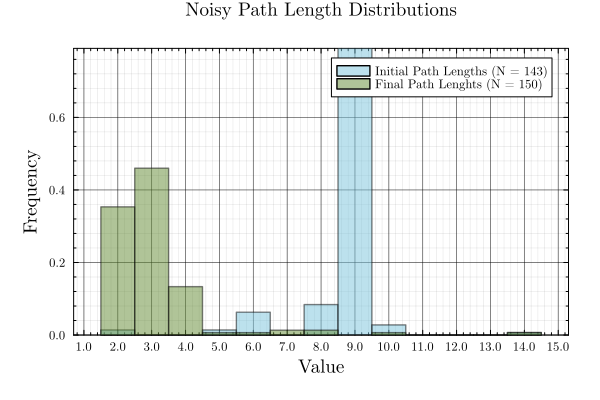 Noisy Path Length Distributions
Initial Path Lengths (N = 143)
Final Path Lenghts (N = 150)
Frequency
0.6
0.4
0.2
0.0
1.0 2.0 3.0 4.0 5.0 6.0 7.0 8.0 9.0 10.0 11.0 12.0 13.0 14.0 15.0
Value